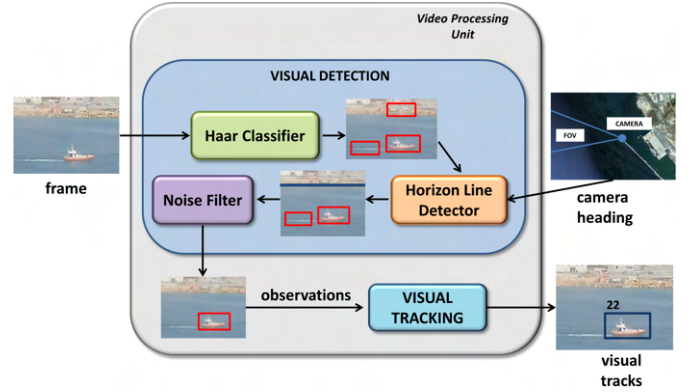 Video Processing
Unit
VISUAL DETECTION
Haar Classifier
CAMERA
FOV
frame
Noise Filter
Horizon Line
Detector
camera
heading
observations
VISUAL
TRACKING
22
visual
tracks